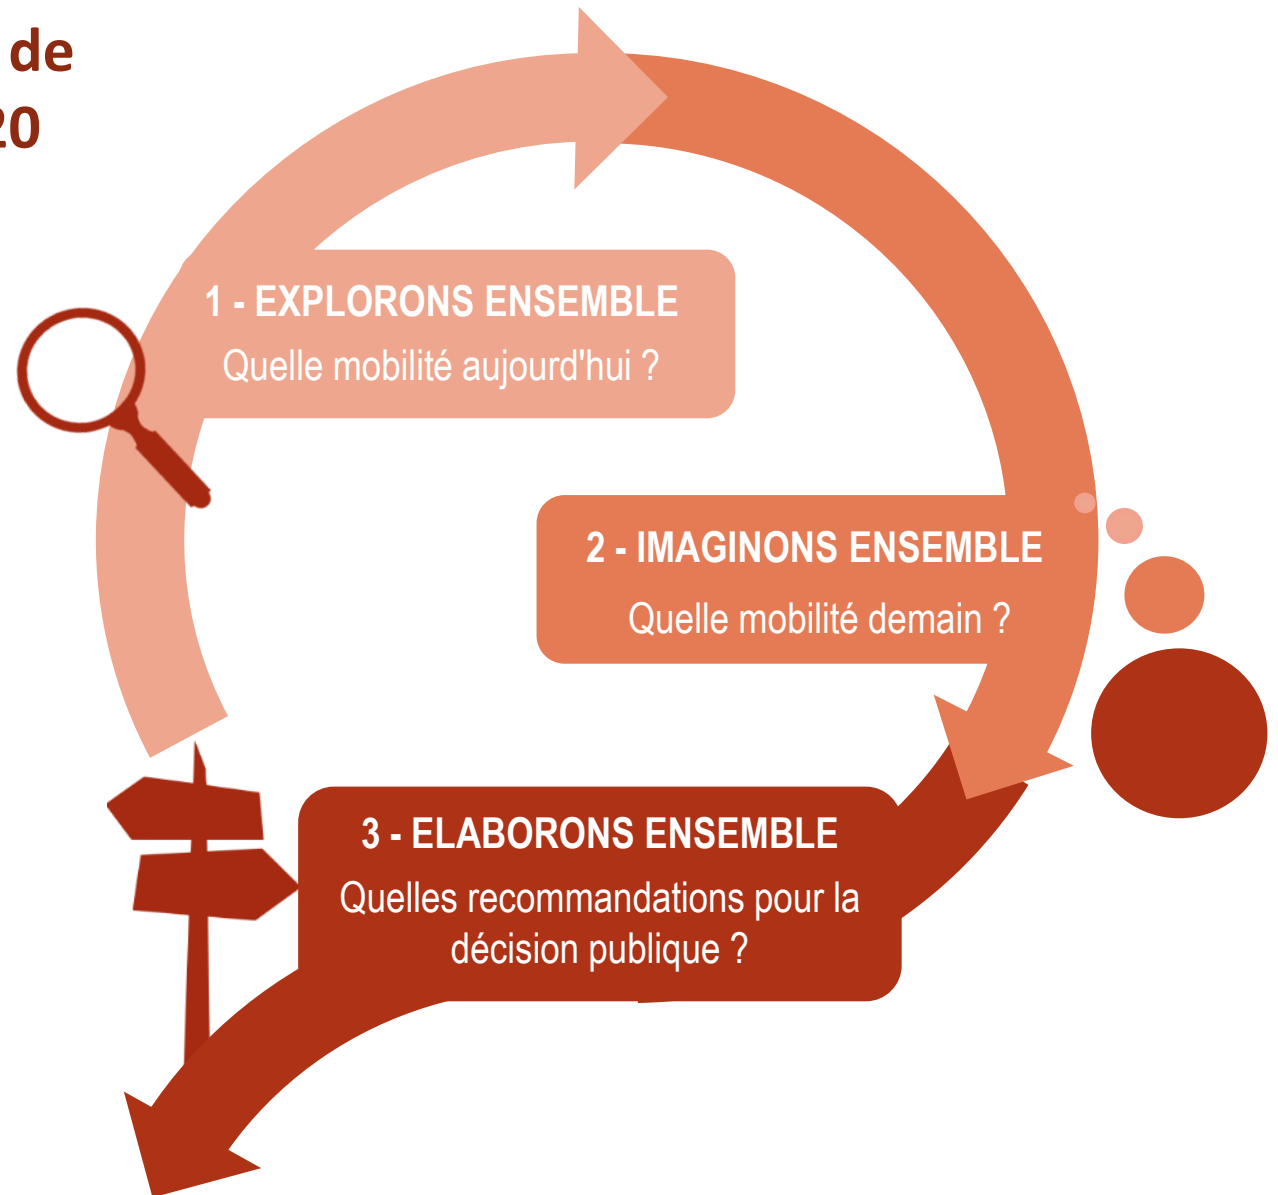 de
20
1 - EXPLORONS ENSEMBLE
Quelle mobilité aujourd'hui ?
2 - IMAGINONS ENSEMBLE
Quelle mobilité demain ?
3 - ELABORONS ENSEMBLE
Quelles recommandations pour la
décision publique ?